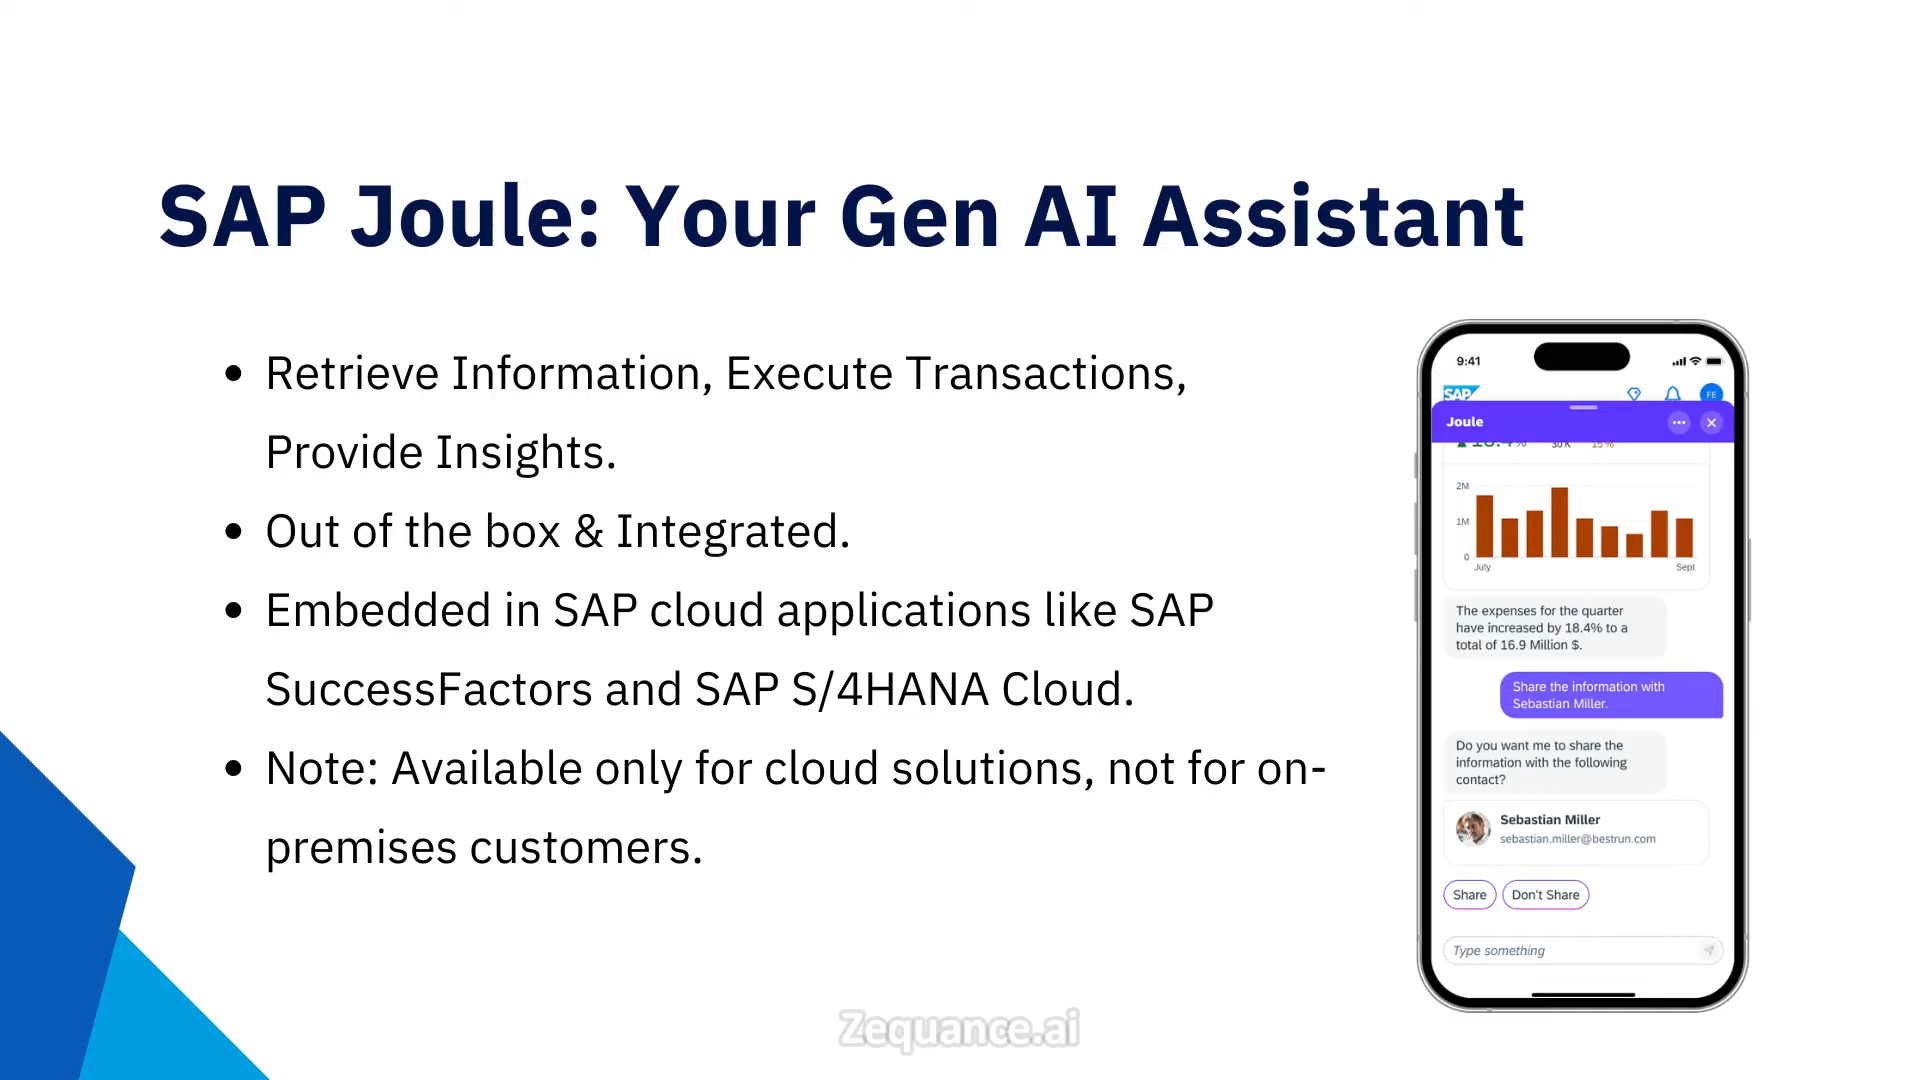 SAP Joule: Your Gen AI Assistant
• Retrieve Information, Execute Transactions,
Provide Insights.
• Out of the box & Integrated.
• Embedded in SAP cloud applications like SAP
SuccessFactors and SAP S/4HANA Cloud.
• Note: Available only for cloud solutions, not for on-
premises customers.
9:41
SAP
FE
Joule
30 K
15 %
2M
1M
0
July
Sept
The expenses for the quarter
have increased by 18.4% to a
total of 16.9 Million $.
Share the information with
Sebastian Miller.
Do you want me to share the
information with the following
contact?
Sebastian Miller
sebastian.miller@bestrun.com
Share
Don't Share
Type something
Zequance.ai